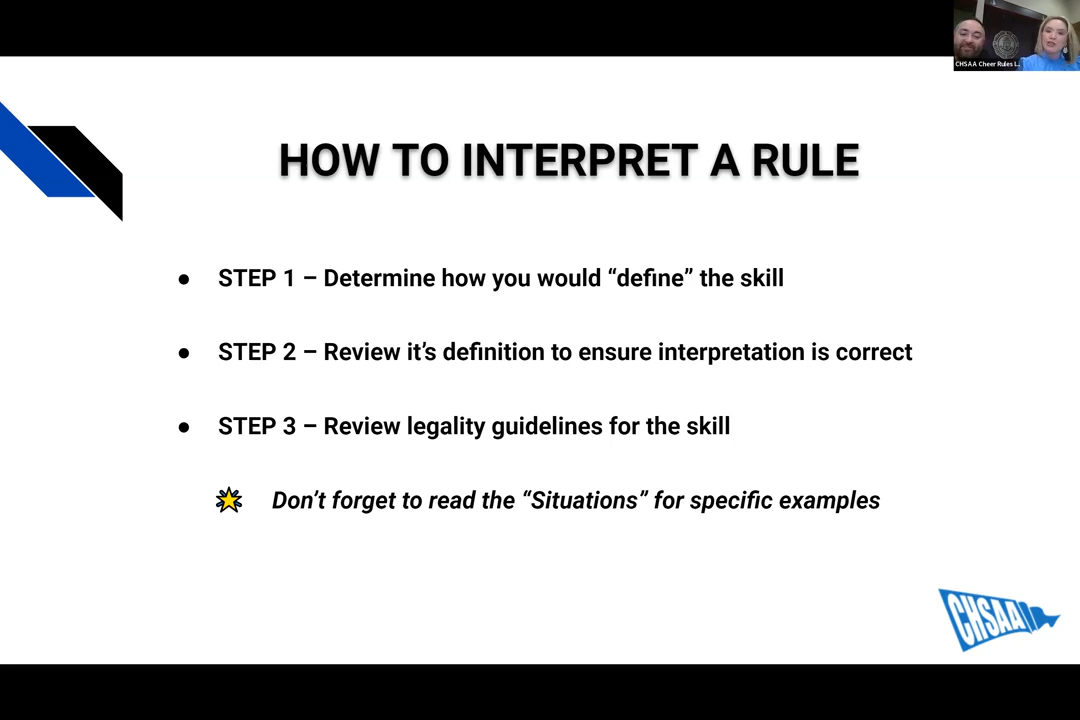 CHSAA Cheer Rules I...
HOW TO INTERPRET A RULE
● STEP 1 – Determine how you would “define” the skill
● STEP 2 – Review it’s definition to ensure interpretation is correct
● STEP 3 – Review legality guidelines for the skill
Don’t forget to read the “Situations” for specific examples
CHSAA